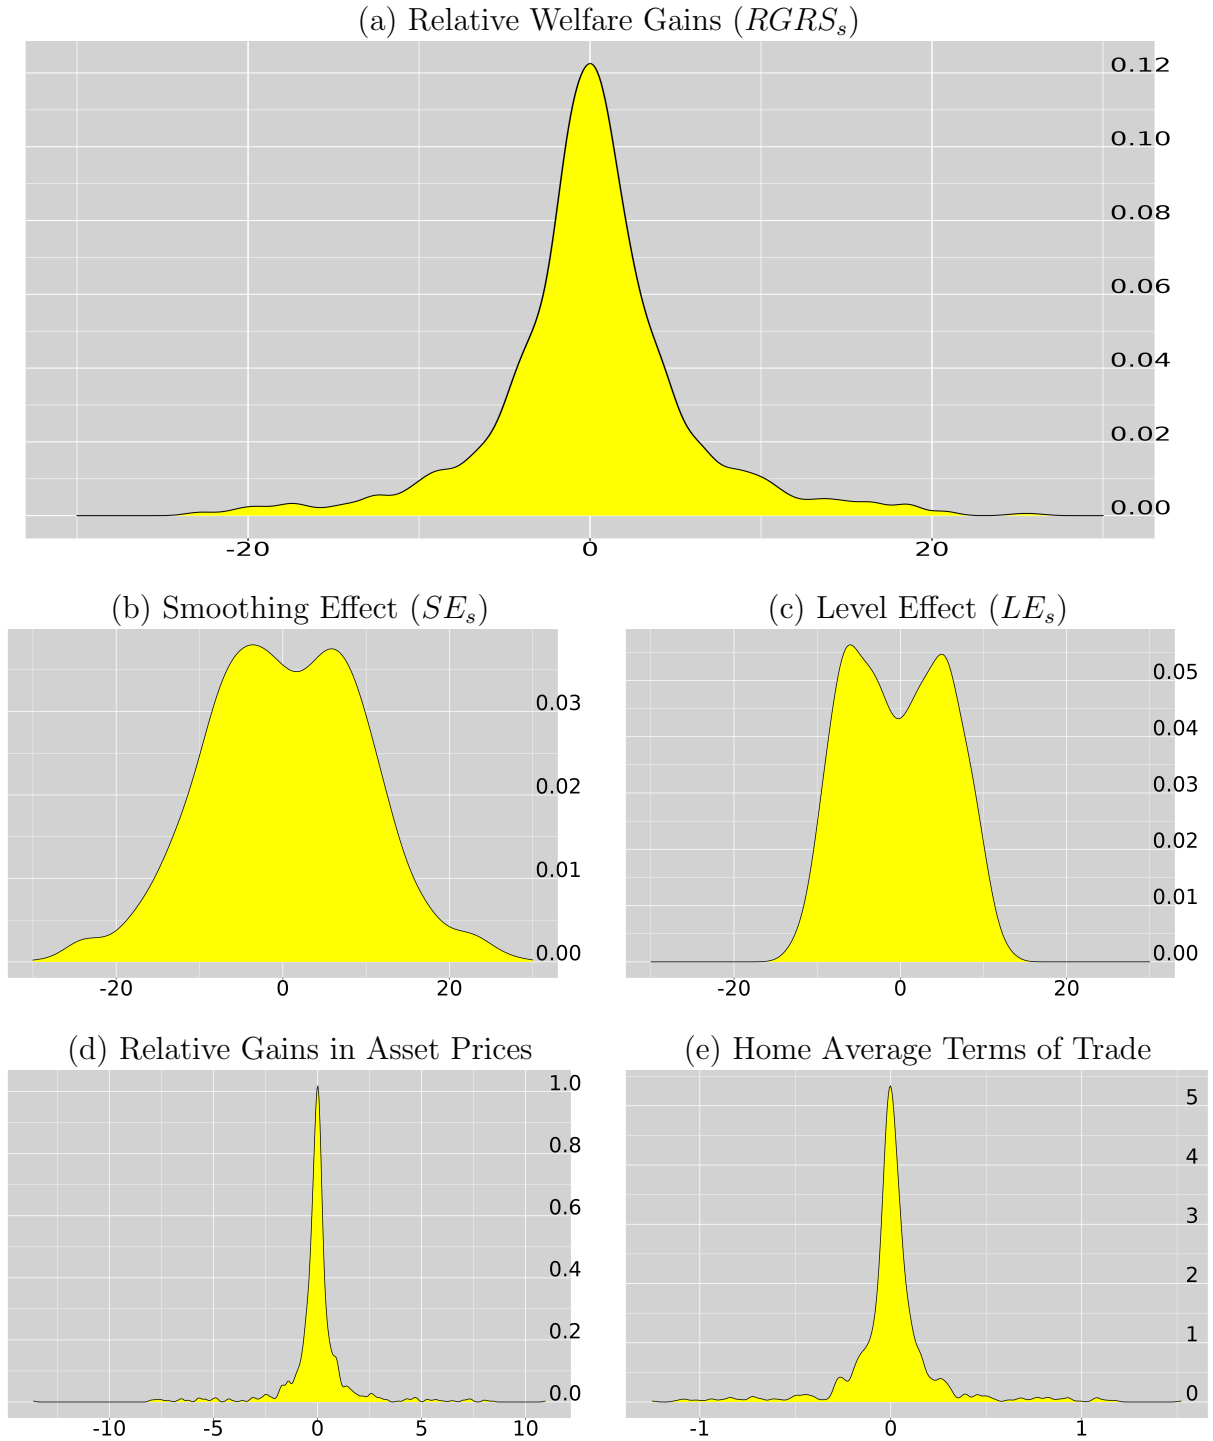 (a) Relative Welfare Gains (RGRSₛ)
0.12
0.10
0.08
0.06
0.04
0.02
0.00
-20 0 20
(b) Smoothing Effect (SEₛ)
0.03
0.02
0.01
0.00
-20 0 20
(c) Level Effect (LEₛ)
0.05
0.04
0.03
0.02
0.01
0.00
-20 0 20
(d) Relative Gains in Asset Prices
1.0
0.8
0.6
0.4
0.2
0.0
-10 -5 0 5 10
(e) Home Average Terms of Trade
5
4
3
2
1
0
-1 0 1